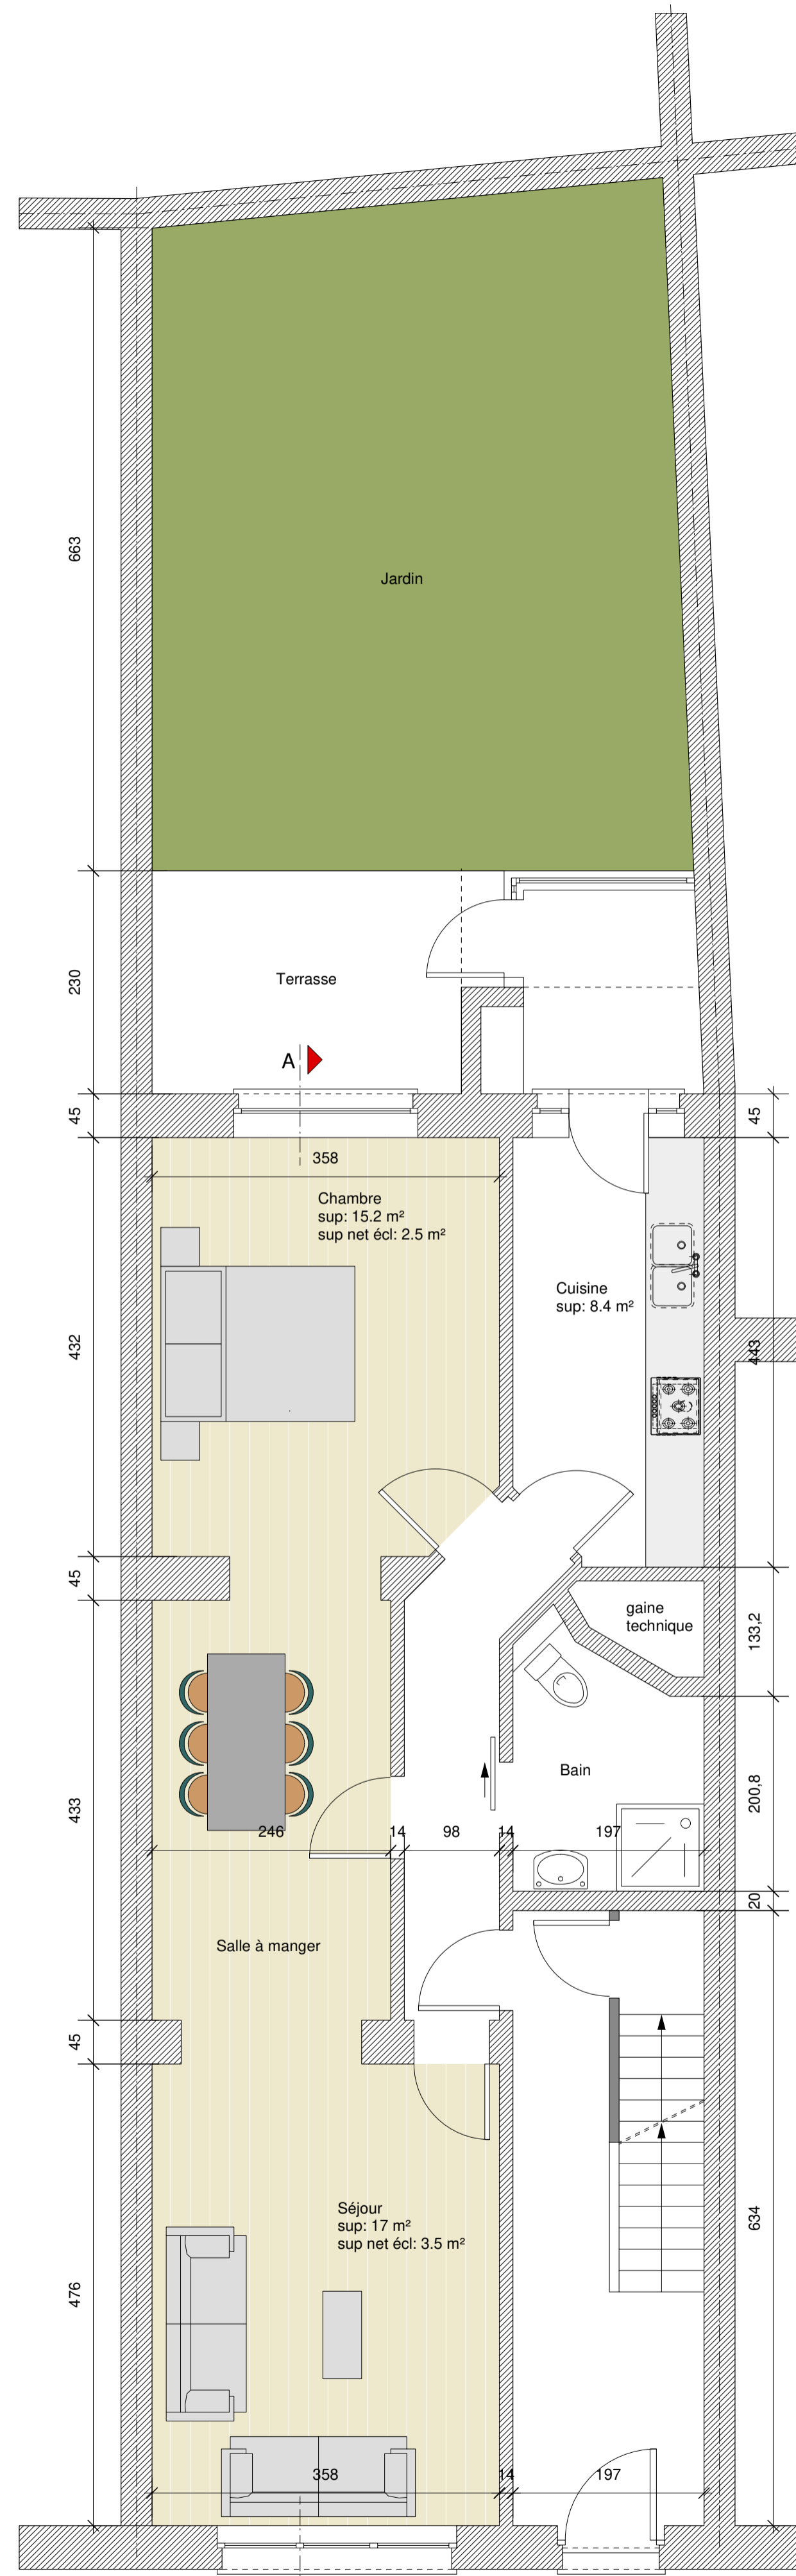 663
Jardin
230
Terrasse
A
45
45
358
Chambre
sup: 15.2 m²
sup net écl: 2.5 m²
Cuisine
sup: 8.4 m²
432
443
45
gaine
technique
133,2
Bain
200,8
433
246
14
98
14
197
20
Salle à manger
45
Séjour
sup: 17 m²
sup net écl: 3.5 m²
634
476
358
14
197